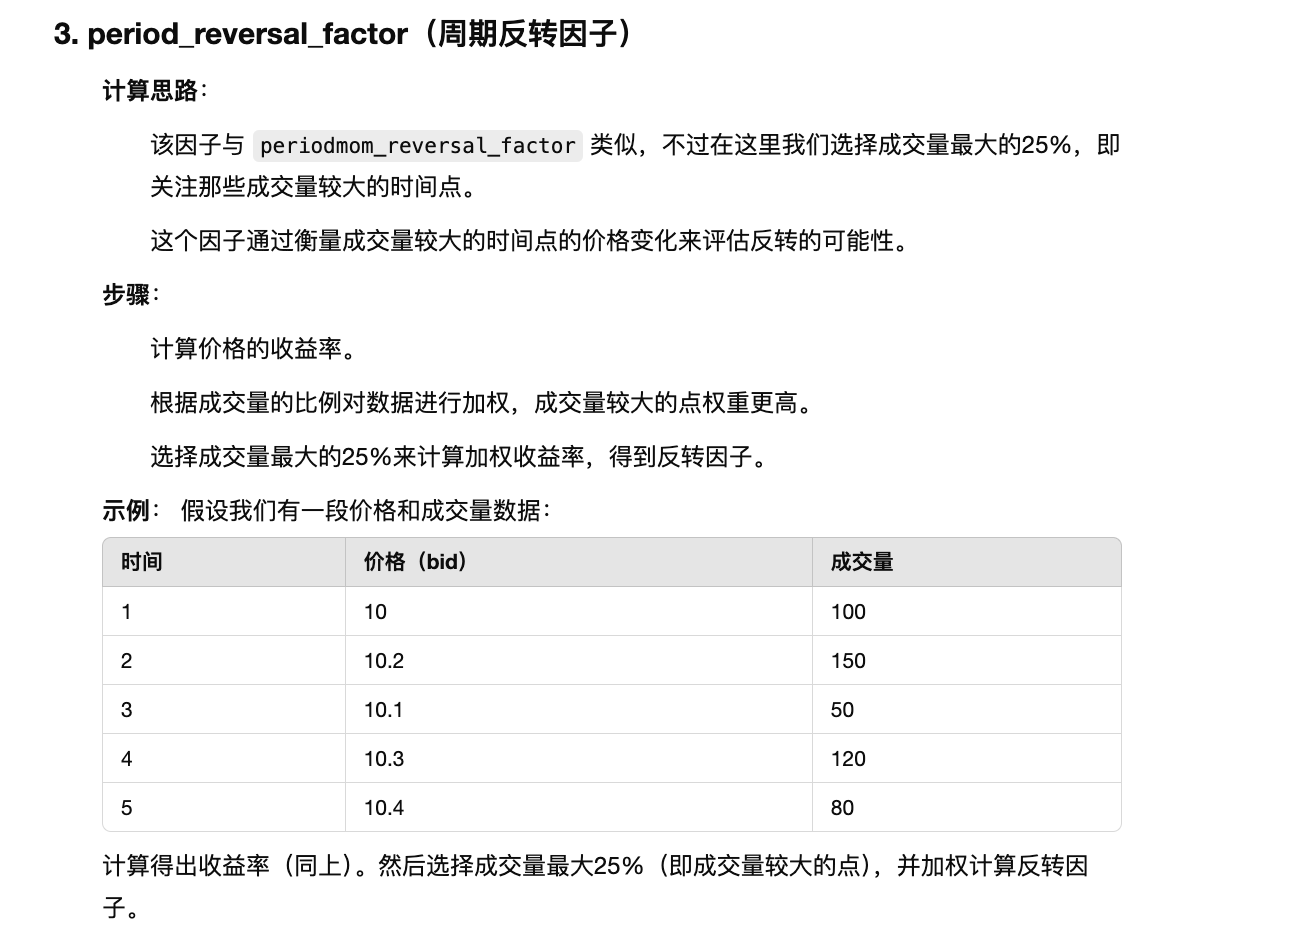 3. period_reversal_factor（周期反转因子）
计算思路：
该因子与 periodmom_reversal_factor 类似，不过在这里我们选择成交量最大的25%，即
关注那些成交量较大的时间点。
这个因子通过衡量成交量较大的时间点的价格变化来评估反转的可能性。
步骤：
计算价格的收益率。
根据成交量的比例对数据进行加权，成交量较大的点权重更高。
选择成交量最大的25%来计算加权收益率，得到反转因子。
示例： 假设我们有一段价格和成交量数据：
时间 价格（bid） 成交量
1 10 100
2 10.2 150
3 10.1 50
4 10.3 120
5 10.4 80
计算得出收益率（同上）。然后选择成交量最大25%（即成交量较大的点），并加权计算反转因
子。